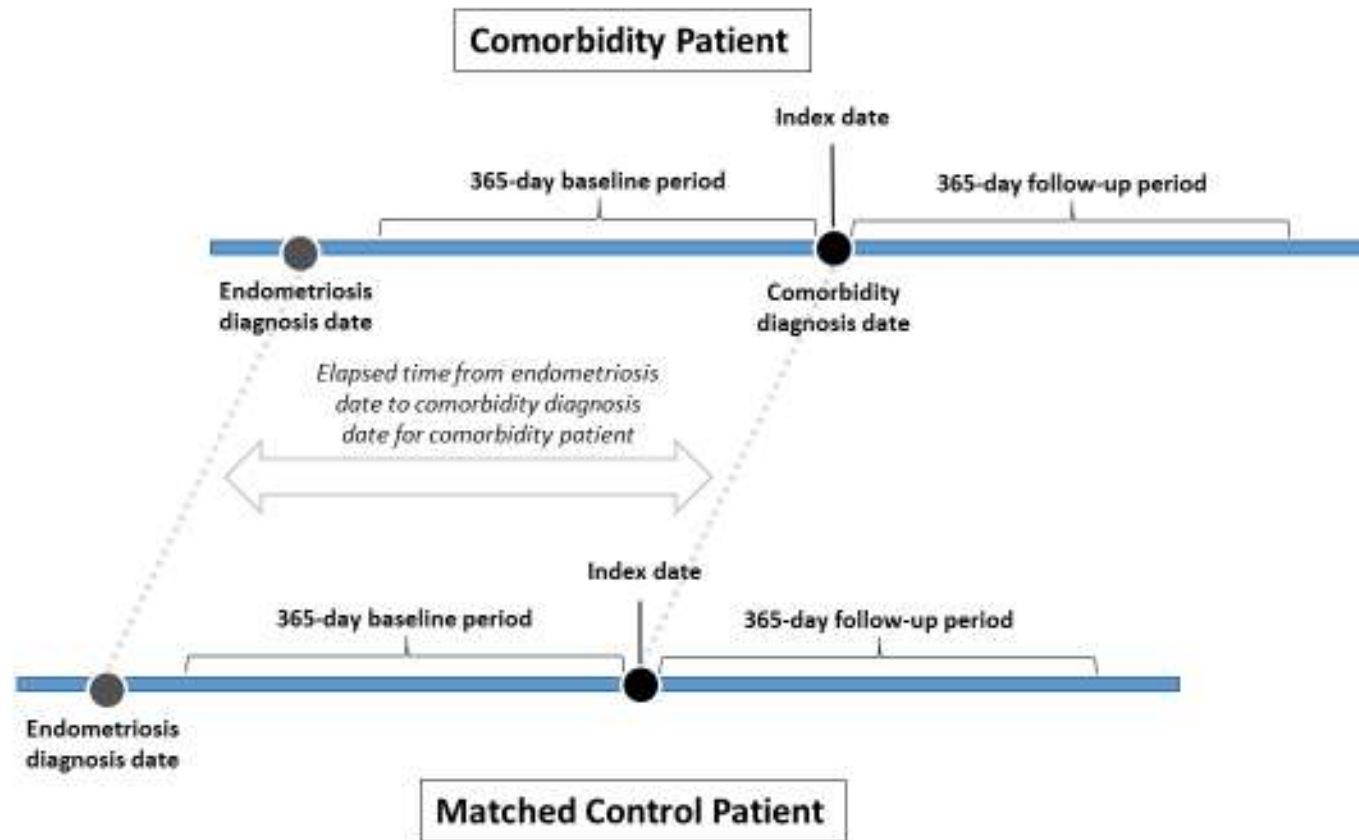 Comorbidity Patient
Index date
365-day baseline period
365-day follow-up period
Endometriosis
diagnosis date
Comorbidity
diagnosis date
Elapsed time from endometriosis
date to comorbidity diagnosis
date for comorbidity patient
Index date
365-day baseline period
365-day follow-up period
Endometriosis
diagnosis date
Matched Control Patient